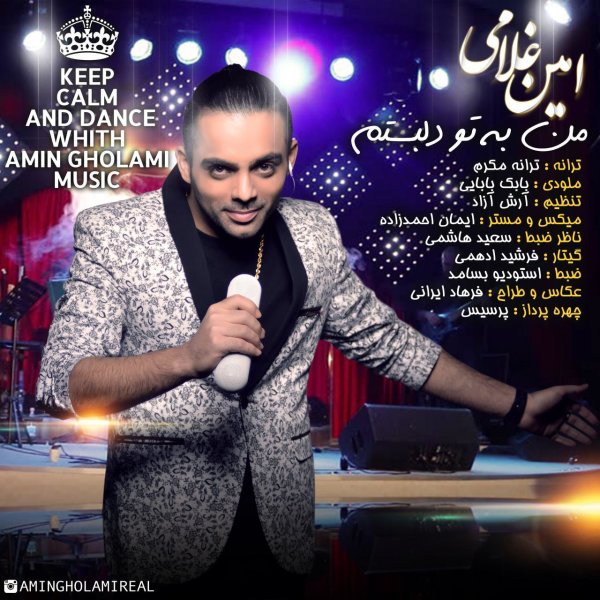 KEEP
CALM
AND DANCE
WHITH
AMIN GHOLAMI
MUSIC
امین غلامی
من به تو دلبستم
ترانه : ترانه مکرم
ملودی : بابک بابایی
تنظیم : آرش آزاد
میکس و مستر : ایمان احمدزاده
ناظر ضبط : سعید هاشمی
گیتار : فرشید ادهمی
ضبط : استودیو بسامد
عکاس و طراح : فرهاد ایرانی
چهره پرداز : پرسیس
AMINGHOLAMIREAL